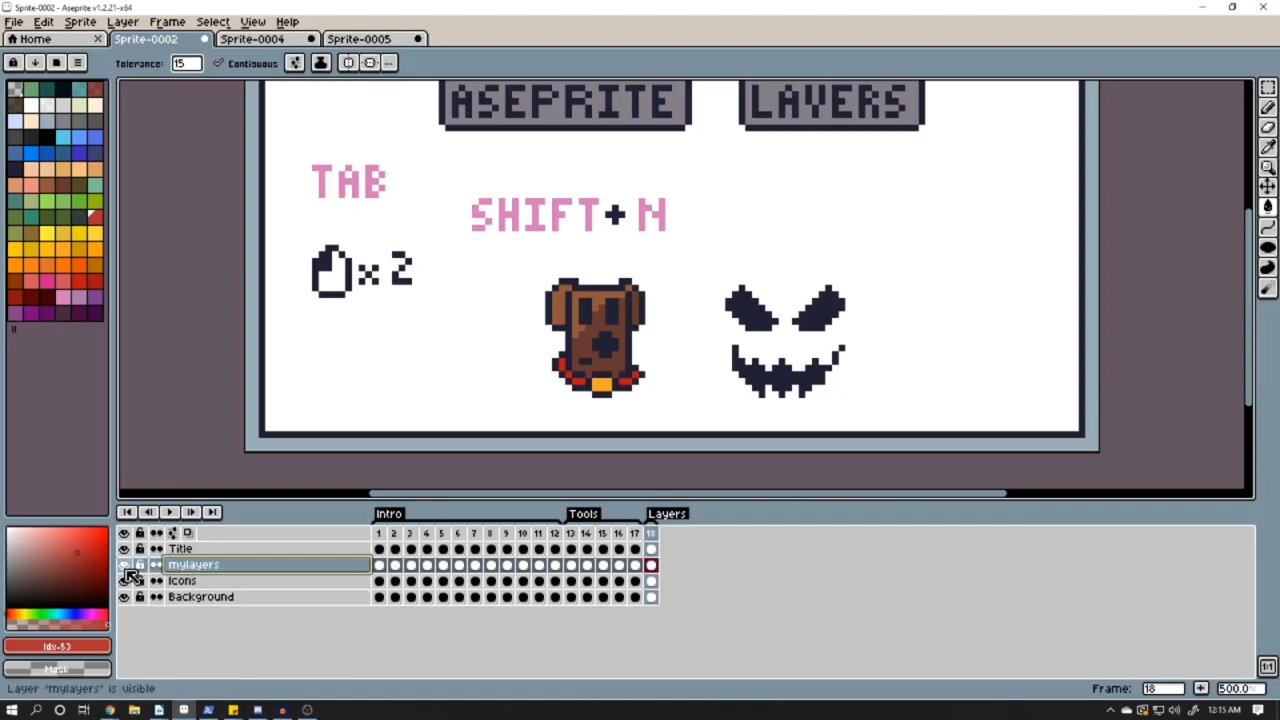 Sprite-0002 - Aseprite v1.2.21-x64
File Edit Sprite Layer Frame Select View Help
Home Sprite-0002 Sprite-0004 Sprite-0005
Tolerance: 15 Continuous ...
ASEPRITE LAYERS
TAB
SHIFT+N
x2
Intro Tools Layers
1 2 3 4 5 6 7 8 9 10 11 12 13 14 15 16 17 18
Title
mylayers
Icons
Background
Idx-53
Mask
Layer 'mylayers' is visible
Frame: 18 + 500.0
1:1
12:15 AM